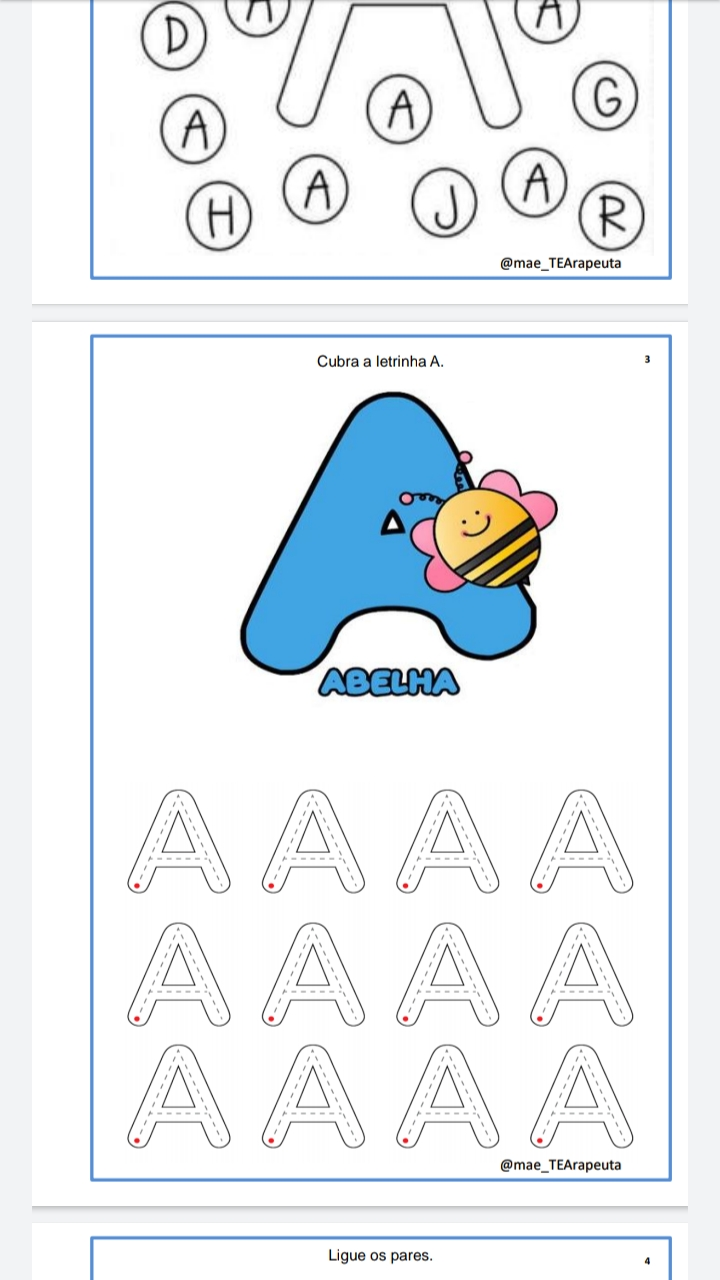 D A A
A A G
H A J A R
@mae_TEArapeuta
Cubra a letrinha A. 3
A
ABELHA
A A A A
A A A A
A A A A
@mae_TEArapeuta
Ligue os pares. 4